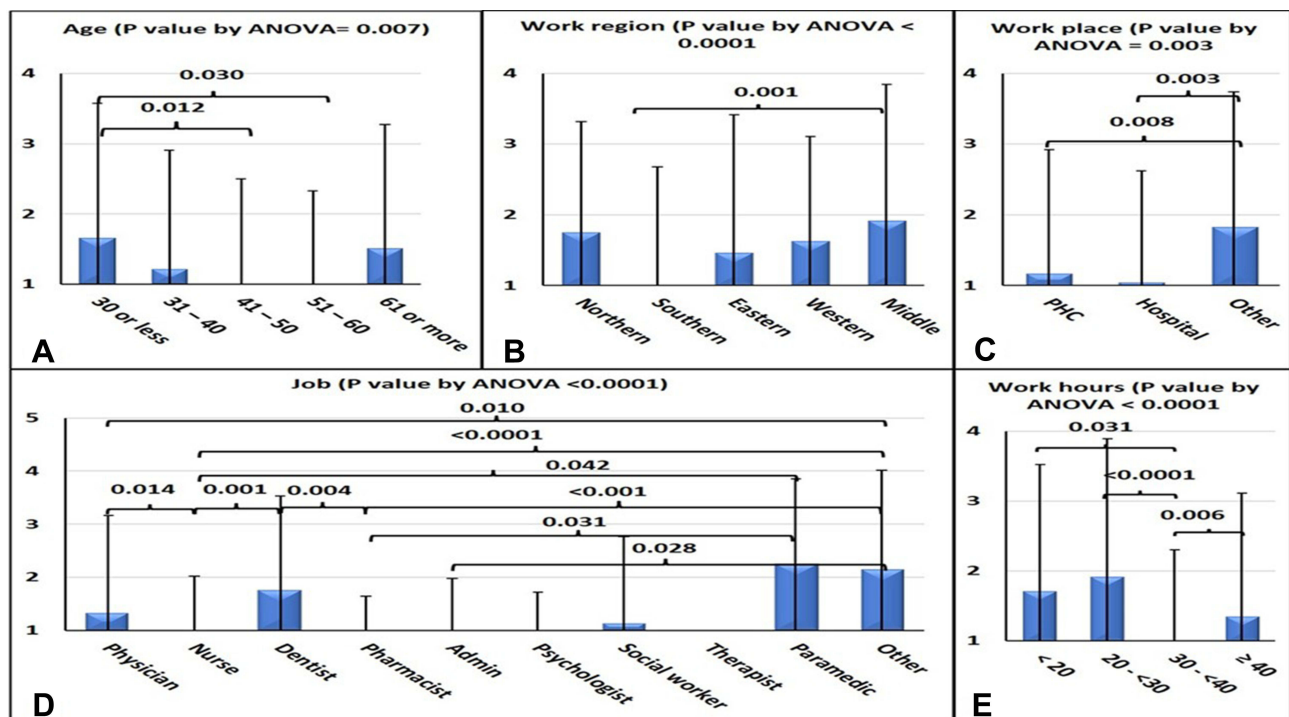 Age (P value by ANOVA= 0.007)
4
3
2
1
0.030
0.012
30 or less
31 – 40
41 – 50
51 – 60
61 or more
A
Work region (P value by ANOVA <
0.0001
4
3
2
1
0.001
Northern
Southern
Eastern
Western
Middle
B
Work place (P value by
ANOVA = 0.003
4
3
2
1
0.003
0.008
PHC
Hospital
Other
C
Job (P value by ANOVA <0.0001)
5
4
3
2
1
0.010
<0.0001
0.042
0.014
0.001
0.004
<0.001
0.031
0.028
Physician
Nurse
Dentist
Pharmacist
Admin
Psychologist
Social worker
Therapist
Paramedic
Other
D
Work hours (P value by
ANOVA < 0.0001
4
3
2
1
0.031
<0.0001
0.006
< 20
20 - <30
30 - <40
≥ 40
E